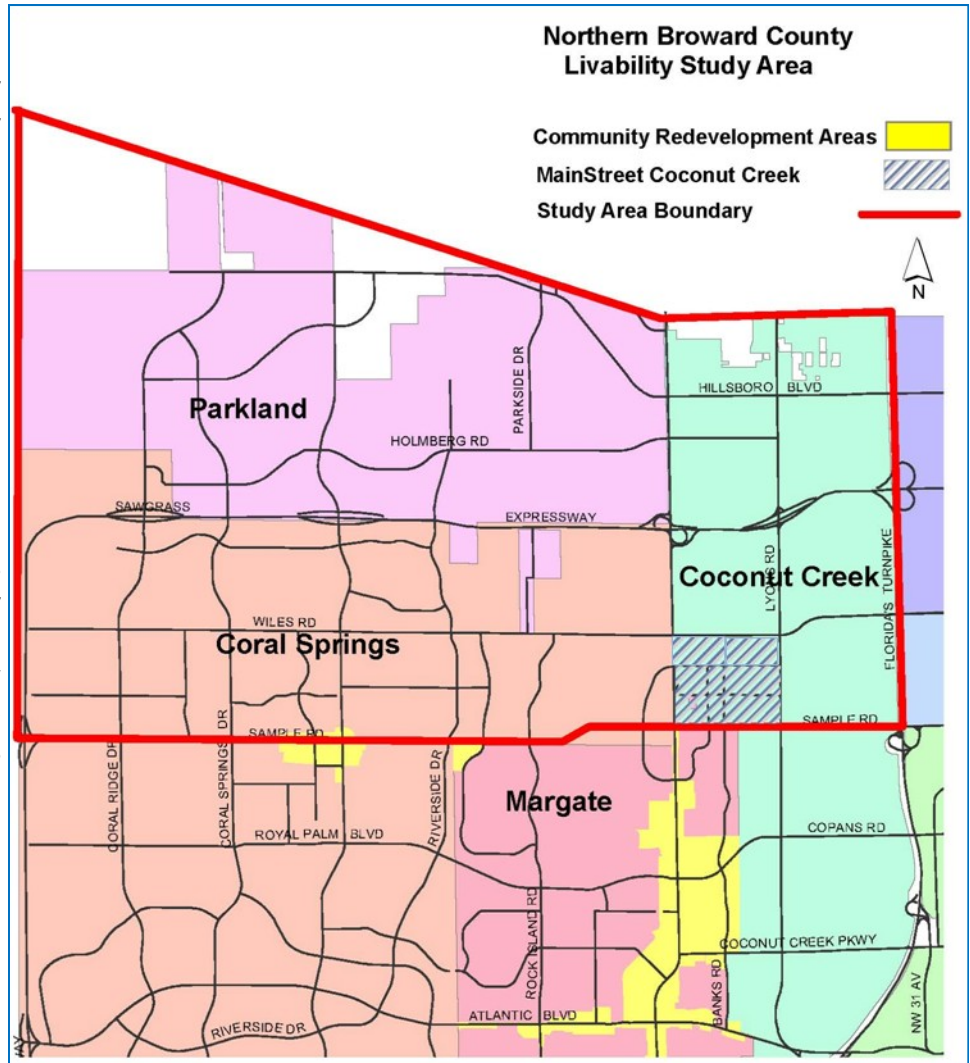 Northern Broward County
Livability Study Area
Community Redevelopment Areas
MainStreet Coconut Creek
Study Area Boundary
N
HILLSBORO BLVD
PARKSIDE DR
Parkland
HOLMBERG RD
SAWGRASS
EXPRESSWAY
LYONS RD
Coconut Creek
FLORIDA'S TURNPIKE
WILES RD
Coral Springs
SAMPLE RD
SAMPLE RD
CORAL RIDGE DR
CORAL SPRINGS DR
RIVERSIDE DR
Margate
ROYAL PALM BLVD
COPANS RD
ROCK ISLAND RD
BANKS RD
COCONUT CREEK PKWY
NW 31 AV
ATLANTIC BLVD
RIVERSIDE DR